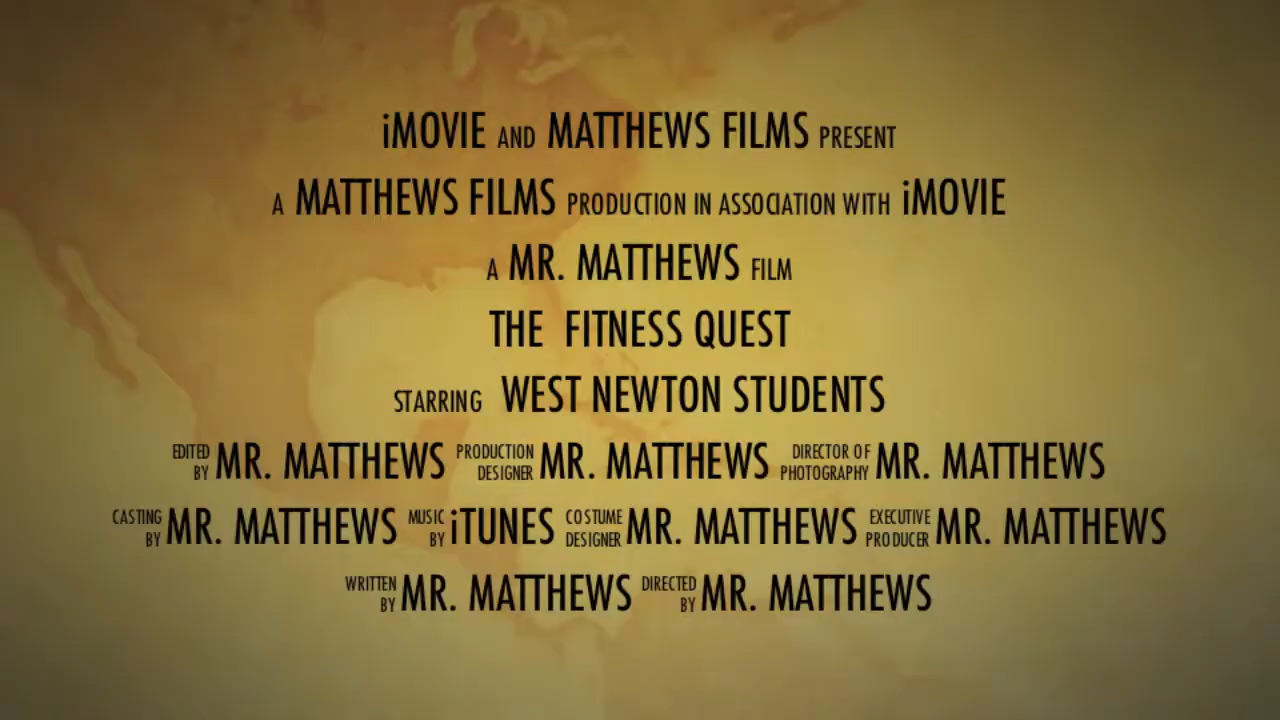 iMOVIE AND MATTHEWS FILMS PRESENT
A MATTHEWS FILMS PRODUCTION IN ASSOCIATION WITH iMOVIE
A MR. MATTHEWS FILM
THE FITNESS QUEST
STARRING WEST NEWTON STUDENTS
EDITED BY MR. MATTHEWS PRODUCTION DESIGNER MR. MATTHEWS DIRECTOR OF PHOTOGRAPHY MR. MATTHEWS
CASTING BY MR. MATTHEWS MUSIC BY iTUNES COSTUME DESIGNER MR. MATTHEWS EXECUTIVE PRODUCER MR. MATTHEWS
WRITTEN BY MR. MATTHEWS DIRECTED BY MR. MATTHEWS